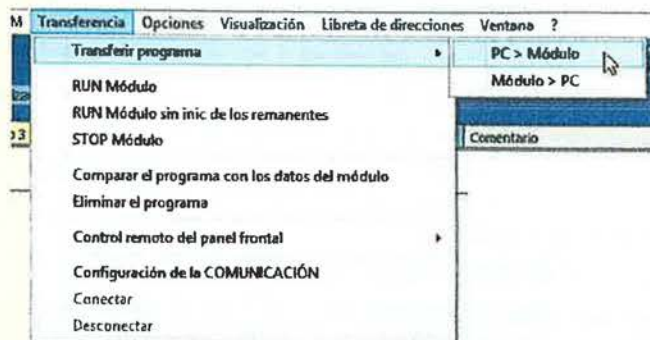 M Transferencia Opciones Visualización Libreta de direcciones Ventana ?
Transferir programa
PC > Módulo
Módulo > PC
RUN Módulo
RUN Módulo sin inic de los remanentes
STOP Módulo
Comentario
Comparar el programa con los datos del módulo
Eliminar el programa
Control remoto del panel frontal
Configuración de la COMUNICACIÓN
Conectar
Desconectar